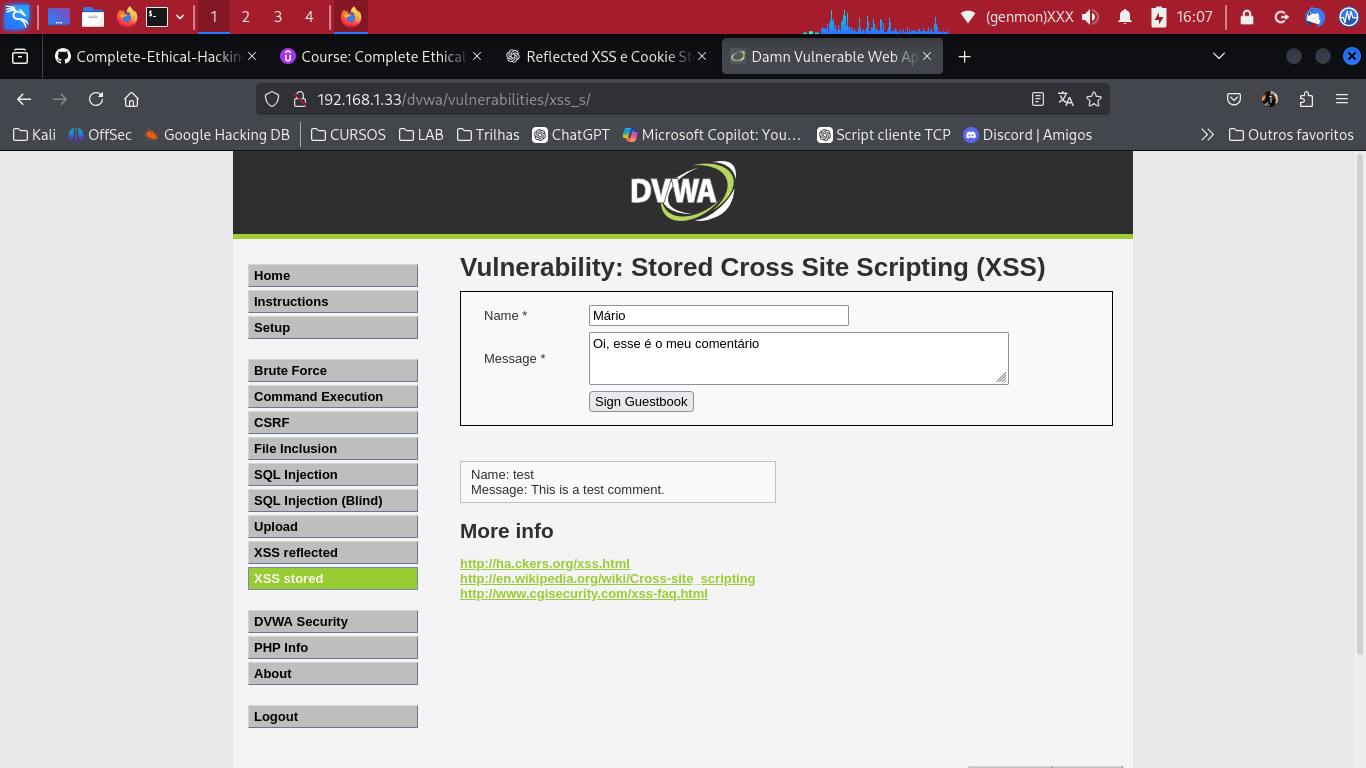 1 2 3 4 (genmon)XXX 16:07
Complete-Ethical-Hackin Course: Complete Ethical Reflected XSS e Cookie St Damn Vulnerable Web Ap
192.168.1.33/dvwa/vulnerabilities/xss_s/
Kali OffSec Google Hacking DB CURSOS LAB Trilhas ChatGPT Microsoft Copilot: You… Script cliente TCP Discord | Amigos Outros favoritos
DVWA
Home
Instructions
Setup
Brute Force
Command Execution
CSRF
File Inclusion
SQL Injection
SQL Injection (Blind)
Upload
XSS reflected
XSS stored
DVWA Security
PHP Info
About
Logout
Vulnerability: Stored Cross Site Scripting (XSS)
Name * Mário
Message * Oi, esse é o meu comentário
Sign Guestbook
Name: test
Message: This is a test comment.
More info
http://ha.ckers.org/xss.html
http://en.wikipedia.org/wiki/Cross-site_scripting
http://www.cgisecurity.com/xss-faq.html